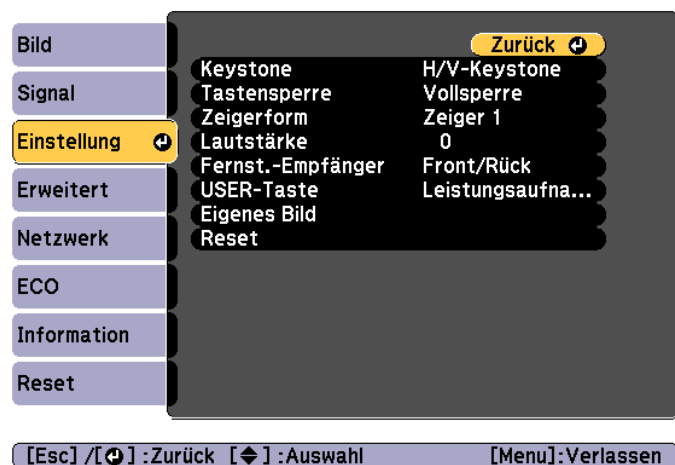 Bild
Signal
Einstellung
Erweitert
Netzwerk
ECO
Information
Reset
Zurück
Keystone H/V-Keystone
Tastensperre Vollsperre
Zeigerform Zeiger 1
Lautstärke 0
Fernst.-Empfänger Front/Rück
USER-Taste Leistungsaufna...
Eigenes Bild
Reset
[Esc] /[⏎] :Zurück [◆] :Auswahl [Menu]:Verlassen